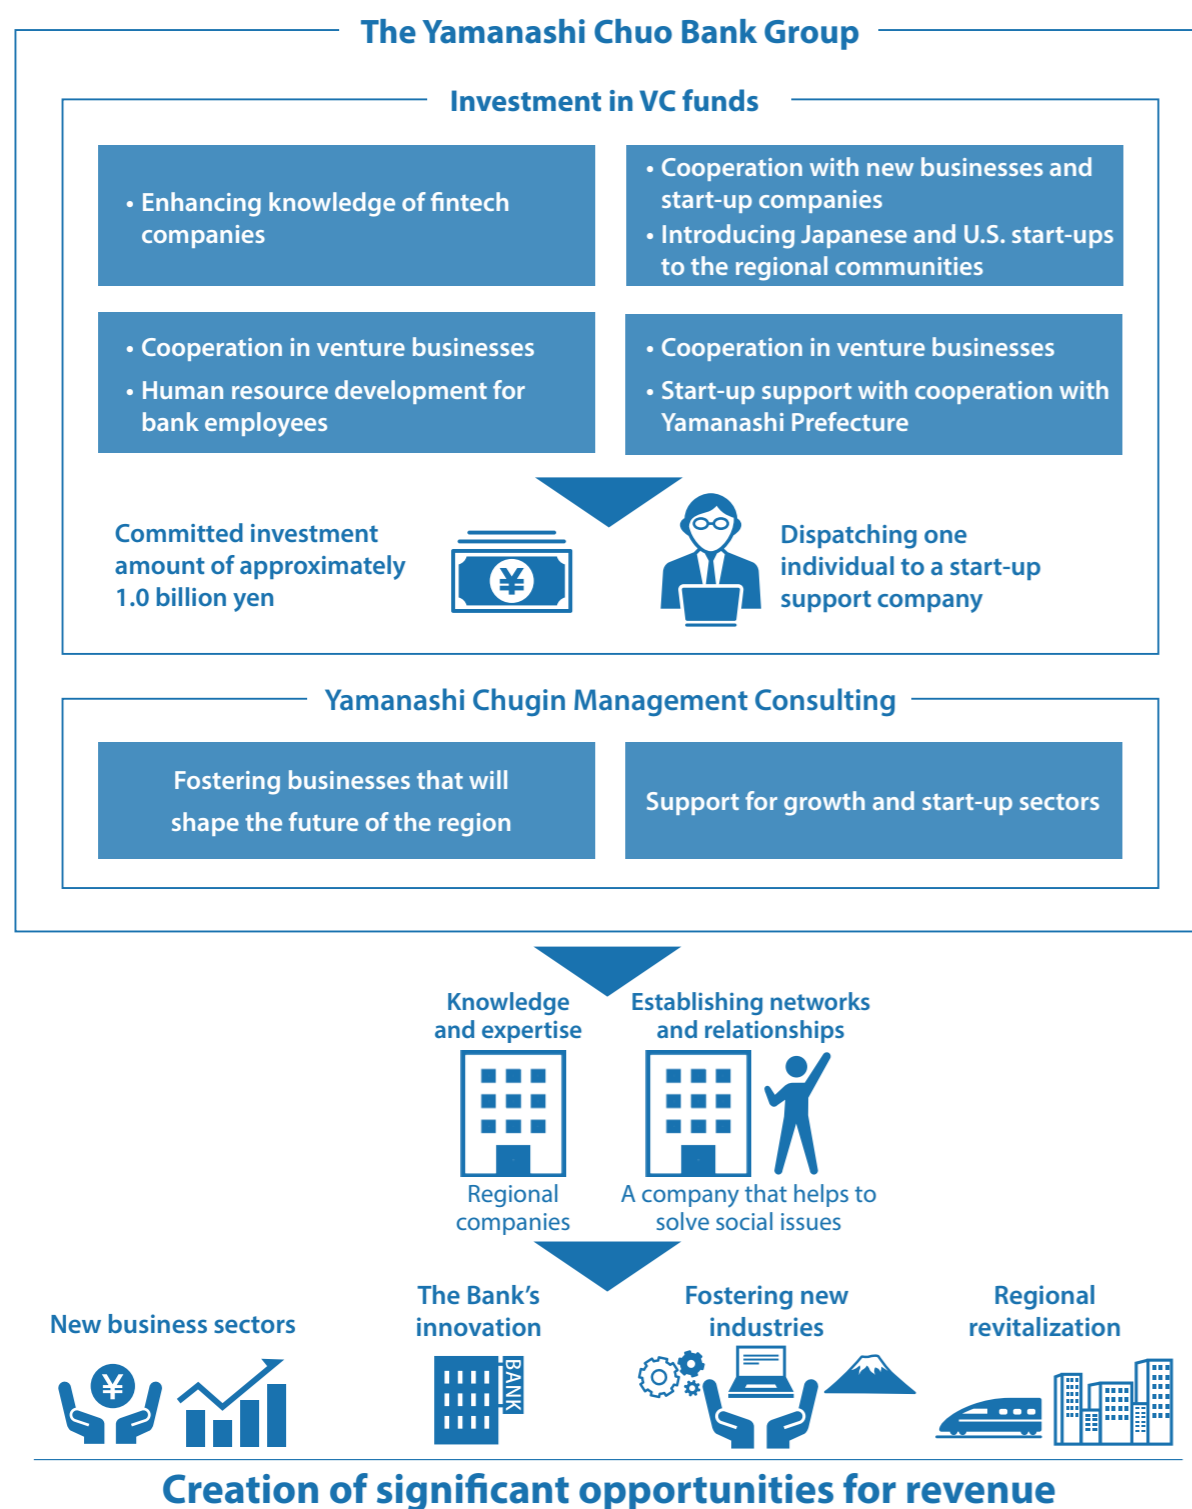 The Yamanashi Chuo Bank Group
Investment in VC funds
• Enhancing knowledge of fintech
companies
• Cooperation with new businesses and
start-up companies
• Introducing Japanese and U.S. start-ups
to the regional communities
• Cooperation in venture businesses
• Human resource development for
bank employees
• Cooperation in venture businesses
• Start-up support with cooperation with
Yamanashi Prefecture
Committed investment
amount of approximately
1.0 billion yen
¥
Dispatching one
individual to a start-up
support company
Yamanashi Chugin Management Consulting
Fostering businesses that will
shape the future of the region
Support for growth and start-up sectors
Knowledge
and expertise
Establishing networks
and relationships
Regional
companies
A company that helps to
solve social issues
New business sectors
¥
The Bank’s
innovation
BANK
Fostering new
industries
Regional
revitalization
Creation of significant opportunities for revenue